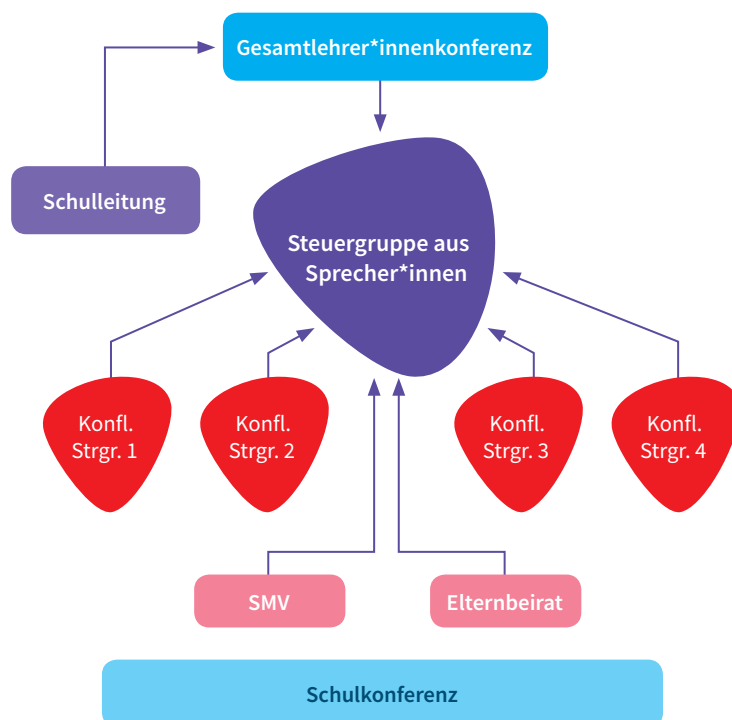 Gesamtlehrer*innenkonferenz
Schulleitung
Steuergruppe aus
Sprecher*innen
Konfl.
Strgr. 1
Konfl.
Strgr. 2
Konfl.
Strgr. 3
Konfl.
Strgr. 4
SMV
Elternbeirat
Schulkonferenz